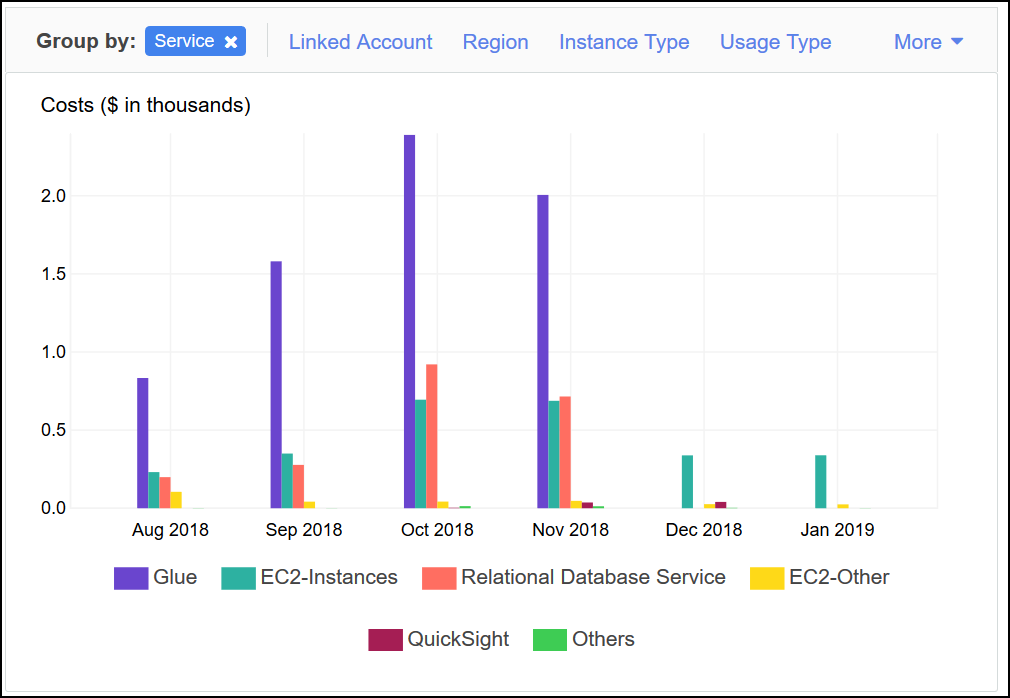 Group by: Service Linked Account Region Instance Type Usage Type More
Costs ($ in thousands)
2.0
1.5
1.0
0.5
0.0
Aug 2018 Sep 2018 Oct 2018 Nov 2018 Dec 2018 Jan 2019
Glue EC2-Instances Relational Database Service EC2-Other
QuickSight Others